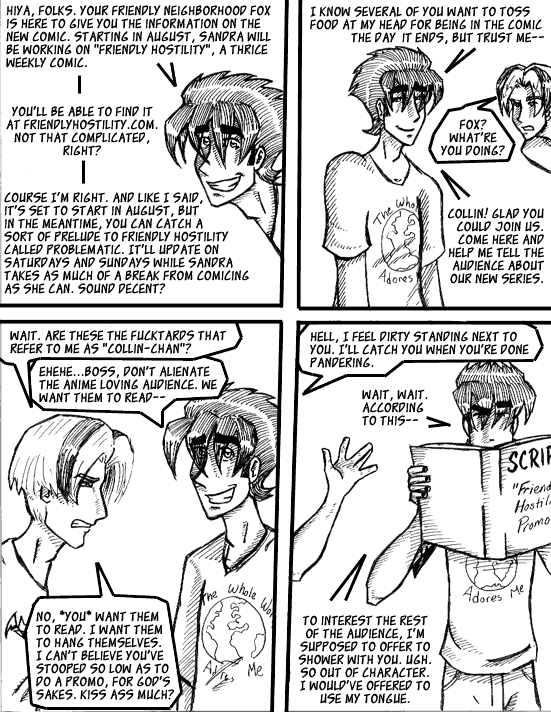 HIYA, FOLKS. YOUR FRIENDLY NEIGHBORHOOD FOX
IS HERE TO GIVE YOU THE INFORMATION ON
THE NEW COMIC. STARTING IN AUGUST, SANDRA WILL
BE WORKING ON "FRIENDLY HOSTILITY", A THRICE
WEEKLY COMIC.
YOU'LL BE ABLE TO FIND IT
AT FRIENDLYHOSTILITY.COM.
NOT THAT COMPLICATED,
RIGHT?
COURSE I'M RIGHT. AND LIKE I SAID,
IT'S SET TO START IN AUGUST, BUT
IN THE MEANTIME, YOU CAN CATCH A
SORT OF PRELUDE TO FRIENDLY HOSTILITY
CALLED PROBLEMATIC. IT'LL UPDATE ON
SATURDAYS AND SUNDAYS WHILE SANDRA
TAKES AS MUCH OF A BREAK FROM COMICING
AS SHE CAN. SOUND DECENT?
I KNOW SEVERAL OF YOU WANT TO TOSS
FOOD AT MY HEAD FOR BEING IN THE COMIC
THE DAY IT ENDS, BUT TRUST ME--
FOX?
WHAT'RE
YOU DOING?
COLLIN! GLAD YOU
COULD JOIN US.
COME HERE AND
HELP ME TELL THE
AUDIENCE ABOUT
OUR NEW SERIES.
The Whole
Adores
WAIT. ARE THESE THE FUCKTARDS THAT
REFER TO ME AS "COLLIN-CHAN"?
EHEHE...BOSS, DON'T ALIENATE
THE ANIME LOVING AUDIENCE. WE
WANT THEM TO READ--
NO, *YOU* WANT THEM
TO READ. I WANT THEM
TO HANG THEMSELVES.
I CAN'T BELIEVE YOU'VE
STOOPED SO LOW AS TO
DO A PROMO, FOR GOD'S
SAKES. KISS ASS MUCH?
The Whole Wo
Adores Me
HELL, I FEEL DIRTY STANDING NEXT TO
YOU. I'LL CATCH YOU WHEN YOU'RE DONE
PANDERING.
WAIT, WAIT.
ACCORDING
TO THIS--
SCRIP
"Friend
Hostili
Promo
Adores Me
TO INTEREST THE REST
OF THE AUDIENCE, I'M
SUPPOSED TO OFFER TO
SHOWER WITH YOU. UGH.
SO OUT OF CHARACTER.
I WOULD'VE OFFERED TO
USE MY TONGUE.